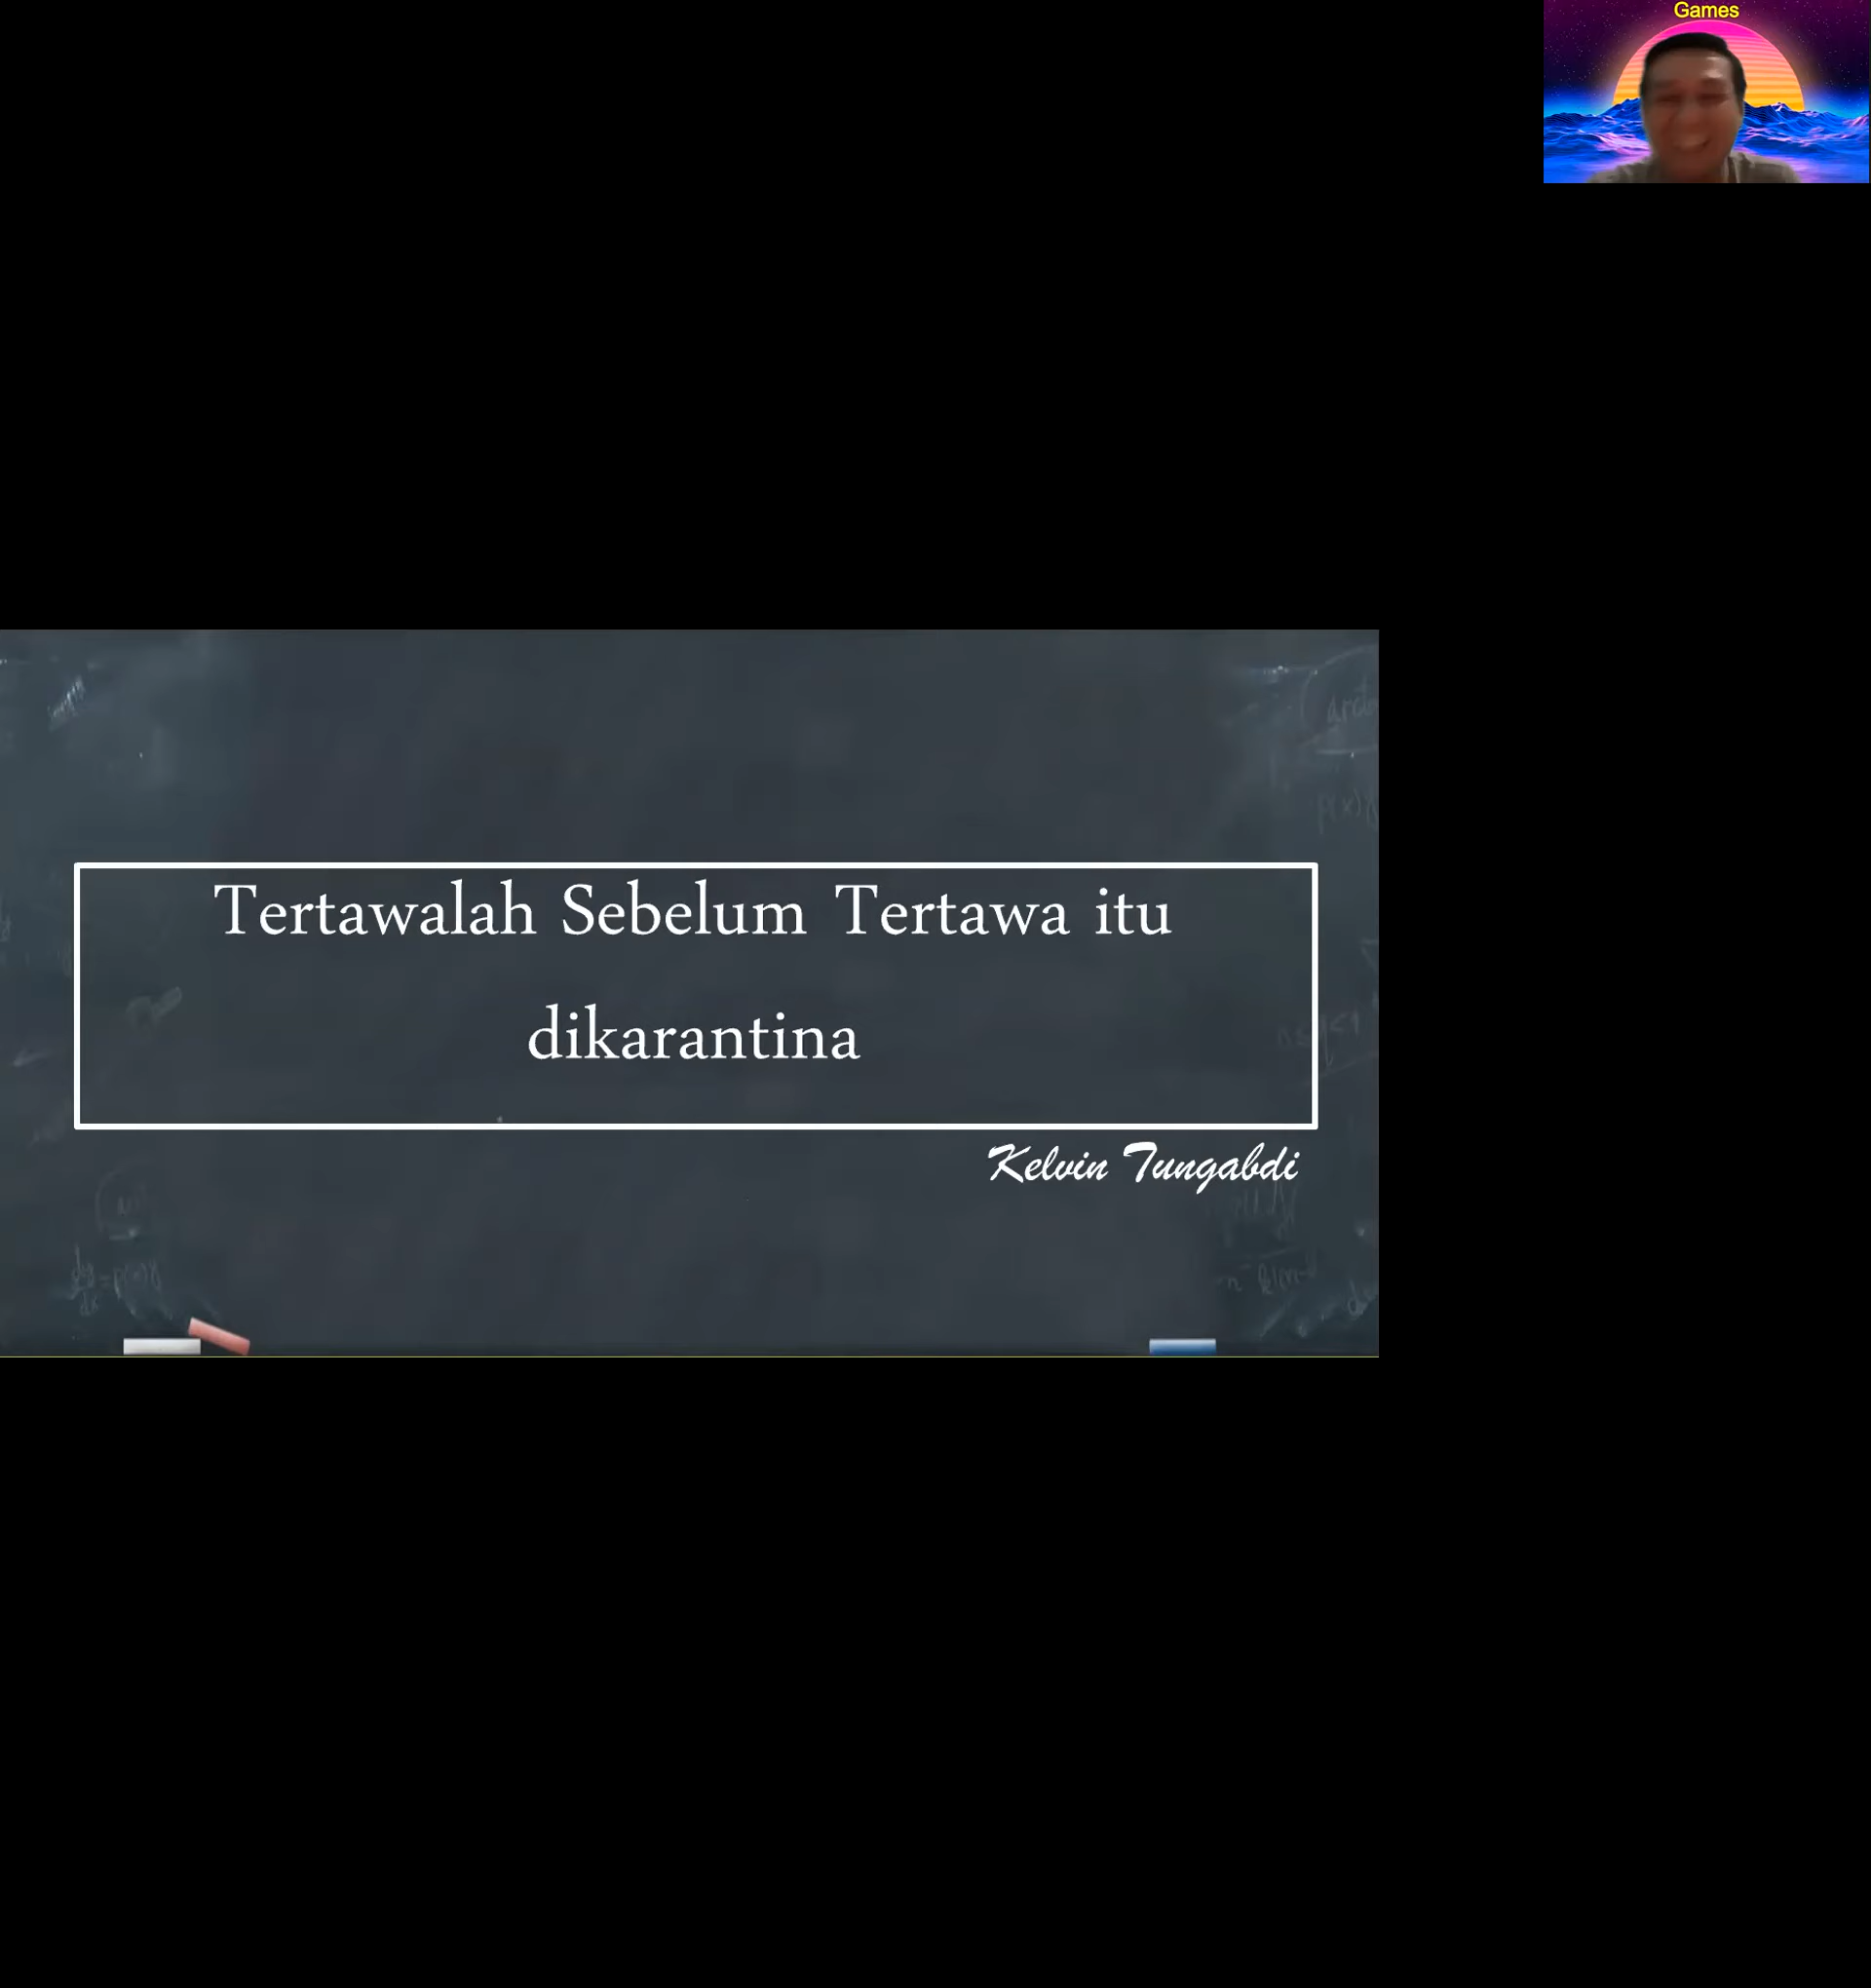 Games
Tertawalah Sebelum Tertawa itu
dikarantina
Kelvin Tungabdi